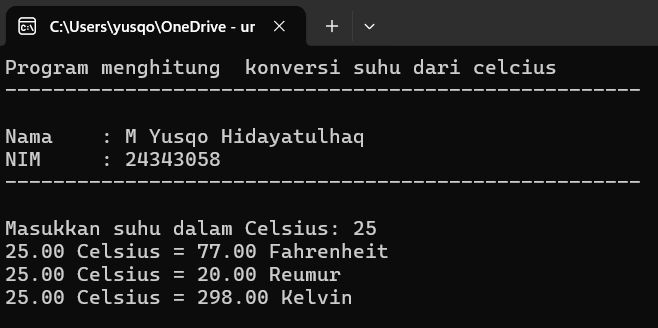 C:\Users\yusqo\OneDrive - ur
Program menghitung  konversi suhu dari celcius
-----------------------------------------------------
Nama    : M Yusqo Hidayatulhaq
NIM     : 24343058
-----------------------------------------------------
Masukkan suhu dalam Celsius: 25
25.00 Celsius = 77.00 Fahrenheit
25.00 Celsius = 20.00 Reumur
25.00 Celsius = 298.00 Kelvin